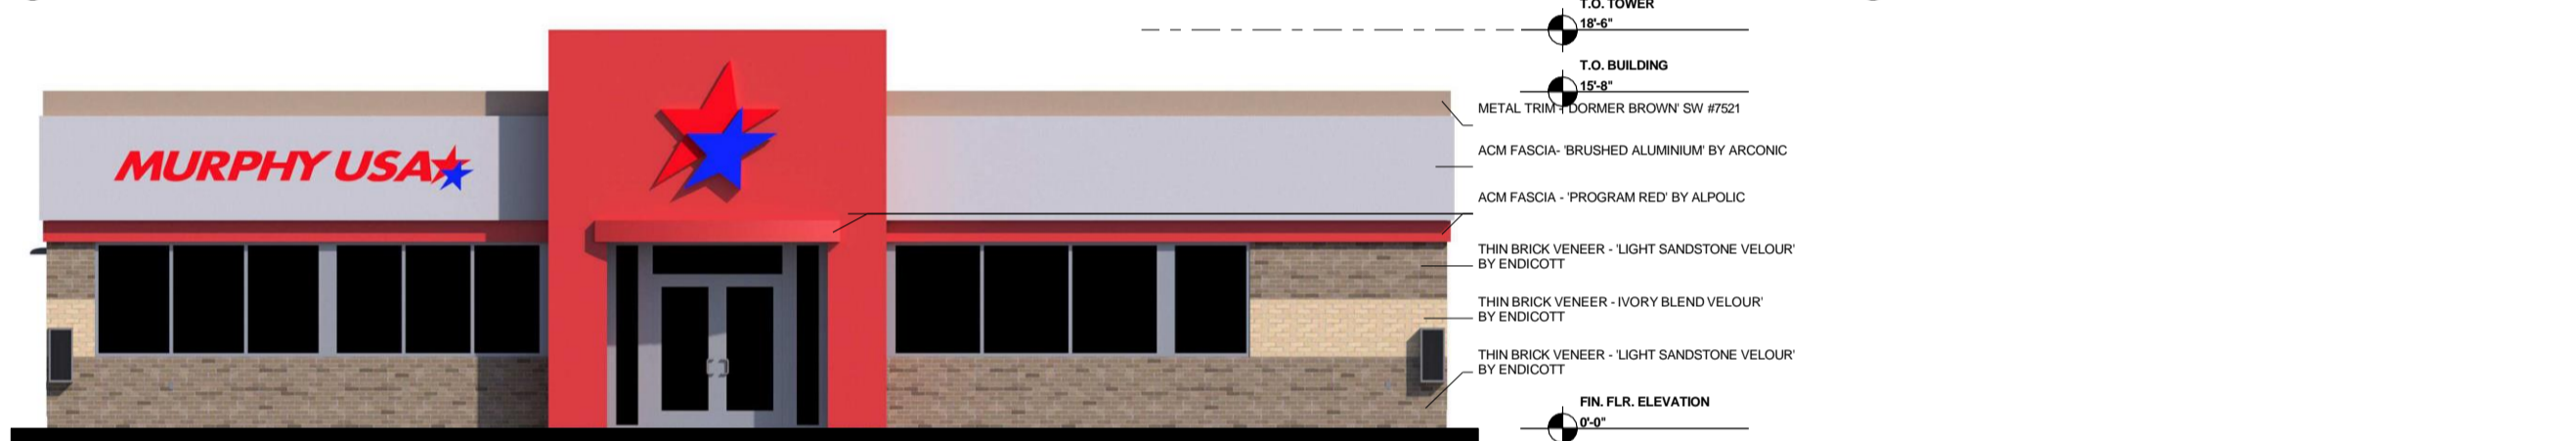 T.O. TOWER
18'-6"
T.O. BUILDING
15'-8"
METAL TRIM - 'DORMER BROWN' SW #7521
ACM FASCIA- 'BRUSHED ALUMINIUM' BY ARCONIC
MURPHY USA
ACM FASCIA - 'PROGRAM RED' BY ALPOLIC
THIN BRICK VENEER - 'LIGHT SANDSTONE VELOUR'
BY ENDICOTT
THIN BRICK VENEER - IVORY BLEND VELOUR'
BY ENDICOTT
THIN BRICK VENEER - 'LIGHT SANDSTONE VELOUR'
BY ENDICOTT
FIN. FLR. ELEVATION
0'-0"